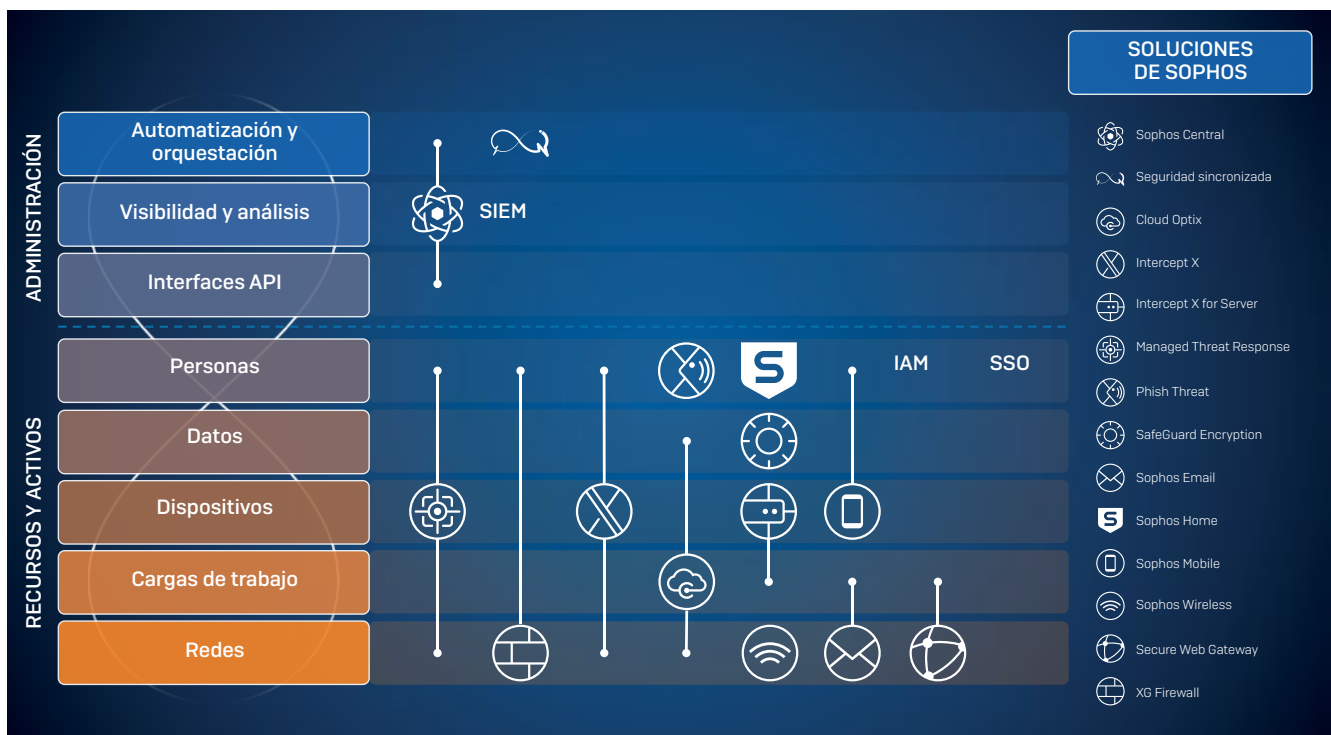 SOLUCIONES
DE SOPHOS
ADMINISTRACIÓN
Automatización y
orquestación
Visibilidad y análisis
SIEM
Interfaces API
RECURSOS Y ACTIVOS
Personas
IAM
SSO
Datos
Dispositivos
Cargas de trabajo
Redes
Sophos Central
Seguridad sincronizada
Cloud Optix
Intercept X
Intercept X for Server
Managed Threat Response
Phish Threat
SafeGuard Encryption
Sophos Email
S
Sophos Home
Sophos Mobile
Sophos Wireless
Secure Web Gateway
XG Firewall